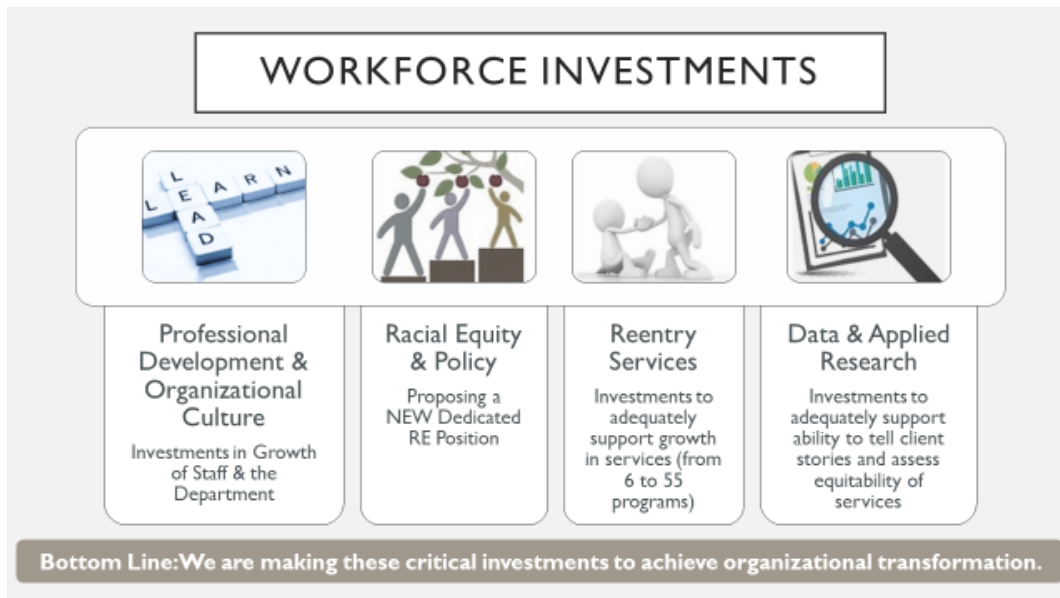 WORKFORCE INVESTMENTS
L
LEARN
A
D
Professional
Development &
Organizational
Culture
Investments in Growth
of Staff & the
Department
Racial Equity
& Policy
Proposing a
NEW Dedicated
RE Position
Reentry
Services
Investments to
adequately
support growth
in services (from
6 to 55
programs)
Data & Applied
Research
Investments to
adequately support
ability to tell client
stories and assess
equitability of
services
Bottom Line:We are making these critical investments to achieve organizational transformation.